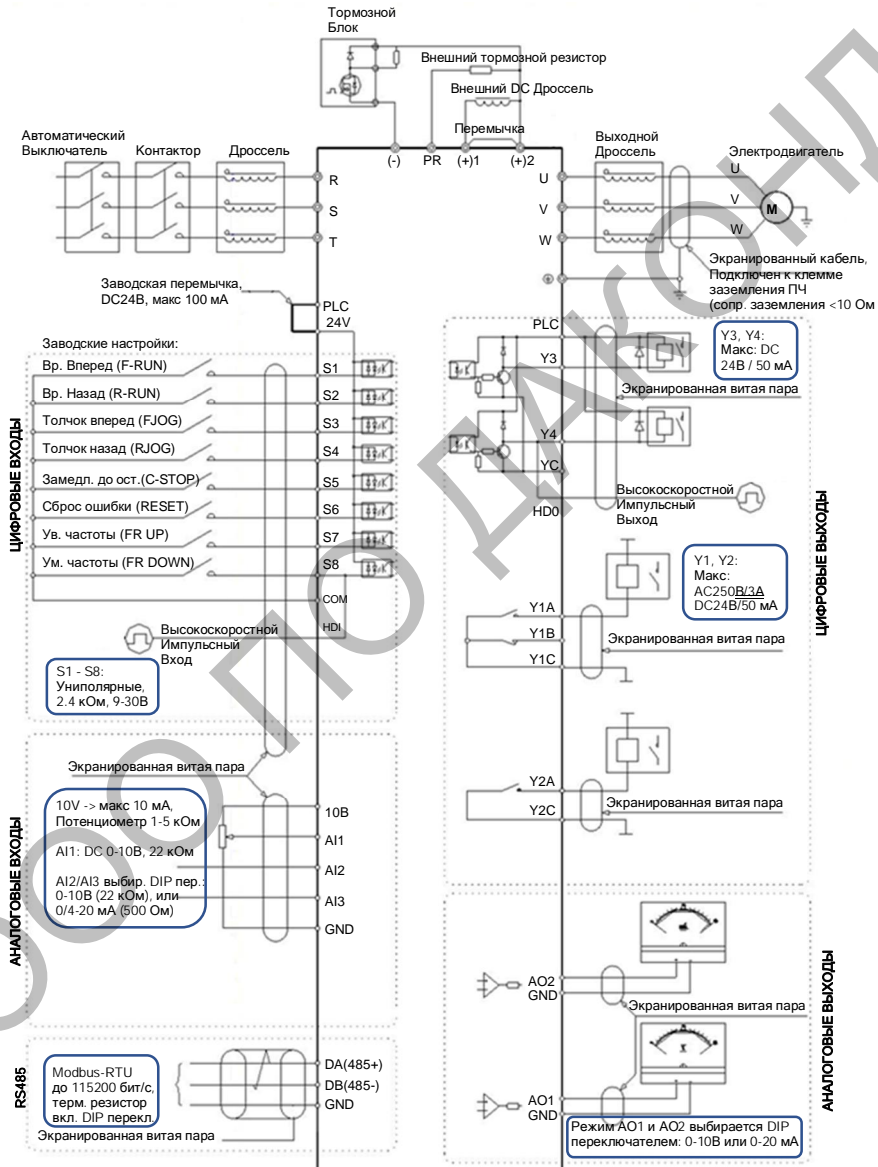 Тормозной
Блок
Внешний тормозной резистор
Внешний DC Дроссель
Перемычка
Автоматический
Выключатель
Контактор
Дроссель
(-)
PR
(+)1
(+)2
Выходной
Дроссель
Электродвигатель
R
S
T
U
V
W
U
V
W
M
Экранированный кабель,
Подключен к клемме
заземления ПЧ
(сопр. заземления <10 Ом
Заводская перемычка,
DC24В, макс 100 мА
PLC
24V
Заводские настройки:
ЦИФРОВЫЕ ВХОДЫ
Вр. Вперед (F-RUN)
S1
Вр. Назад (R-RUN)
S2
Толчок вперед (FJOG)
S3
Толчок назад (RJOG)
S4
Замедл. до ост.(C-STOP)
S5
Сброс ошибки (RESET)
S6
Ув. частоты (FR UP)
S7
Ум. частоты (FR DOWN)
S8
COM
HDI
Высокоскоростной
Импульсный
Вход
S1 - S8:
Униполярные,
2.4 кОм, 9-30В
PLC
Y3
Y4
YC
HD0
Y3, Y4:
Макс: DC
24В / 50 мА
Экранированная витая пара
Высокоскоростной
Импульсный
Выход
ЦИФРОВЫЕ ВЫХОДЫ
Y1, Y2:
Макс:
AC250В/3А
DC24В/50 мА
Y1A
Y1B
Y1C
Экранированная витая пара
Y2A
Y2C
Экранированная витая пара
АНАЛОГОВЫЕ ВХОДЫ
Экранированная витая пара
10V -> макс 10 мА,
Потенциометр 1-5 кОм
AI1: DC 0-10В, 22 кОм
AI2/AI3 выбир. DIP пер.:
0-10В (22 кОм), или
0/4-20 мА (500 Ом)
10В
AI1
AI2
AI3
GND
АНАЛОГОВЫЕ ВЫХОДЫ
AO2
GND
Экранированная витая пара
AO1
GND
Режим AO1 и AO2 выбирается DIP
переключателем: 0-10В или 0-20 мА
RS485
Modbus-RTU
до 115200 бит/с,
терм. резистор
вкл. DIP перекл.
DA(485+)
DB(485-)
GND
Экранированная витая пара
ООО ПО ДАКОНД